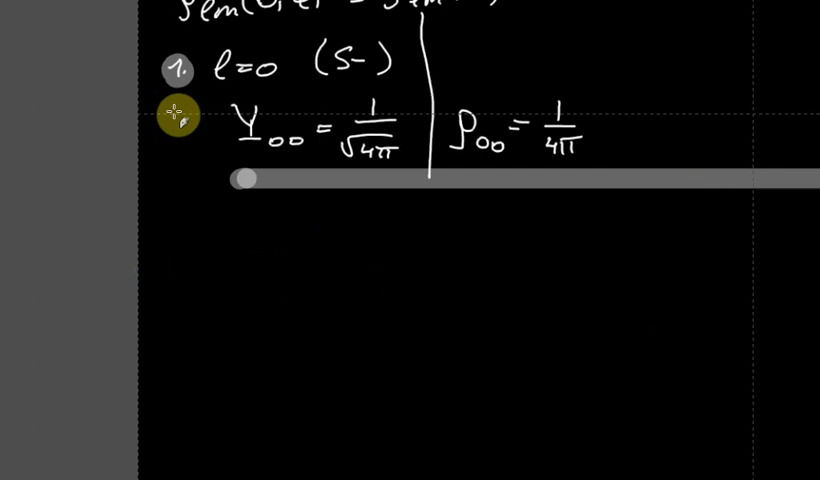 1. l=0 (s-)
Y₀₀ = 1/√4π | ρ₀₀ = 1/4π